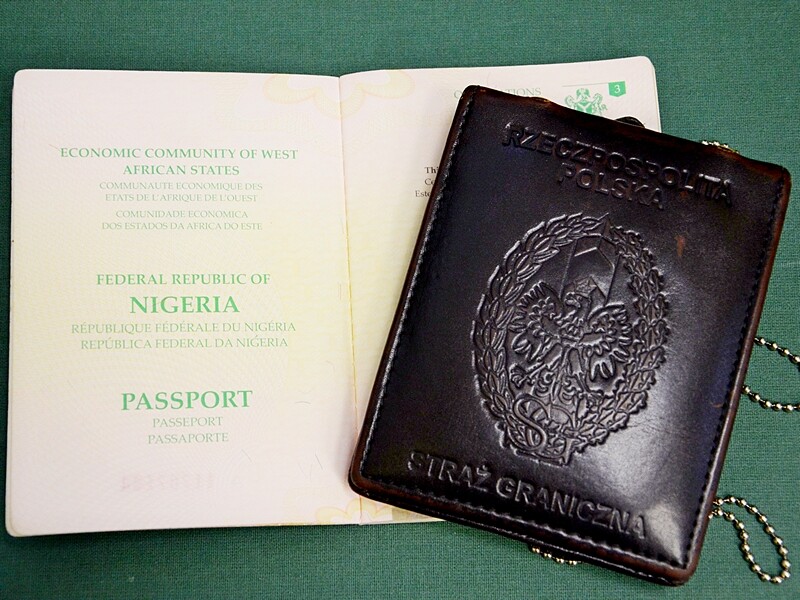 ECONOMIC COMMUNITY OF WEST
AFRICAN STATES
COMMUNAUTE ECONOMIQUE DES
ETATS DE L'AFRIQUE DE L'OUEST
COMUNIDADE ECONOMICA
DOS ESTADOS DA AFRICA DO ESTE
FEDERAL REPUBLIC OF
NIGERIA
RÉPUBLIQUE FÉDÉRALE DU NIGÉRIA
REPÚBLICA FEDERAL DA NIGÉRIA
PASSPORT
PASSEPORT
PASSAPORTE
3
RZECZPOSPOLITA
POLSKA
SG
STRAŻ GRANICZNA